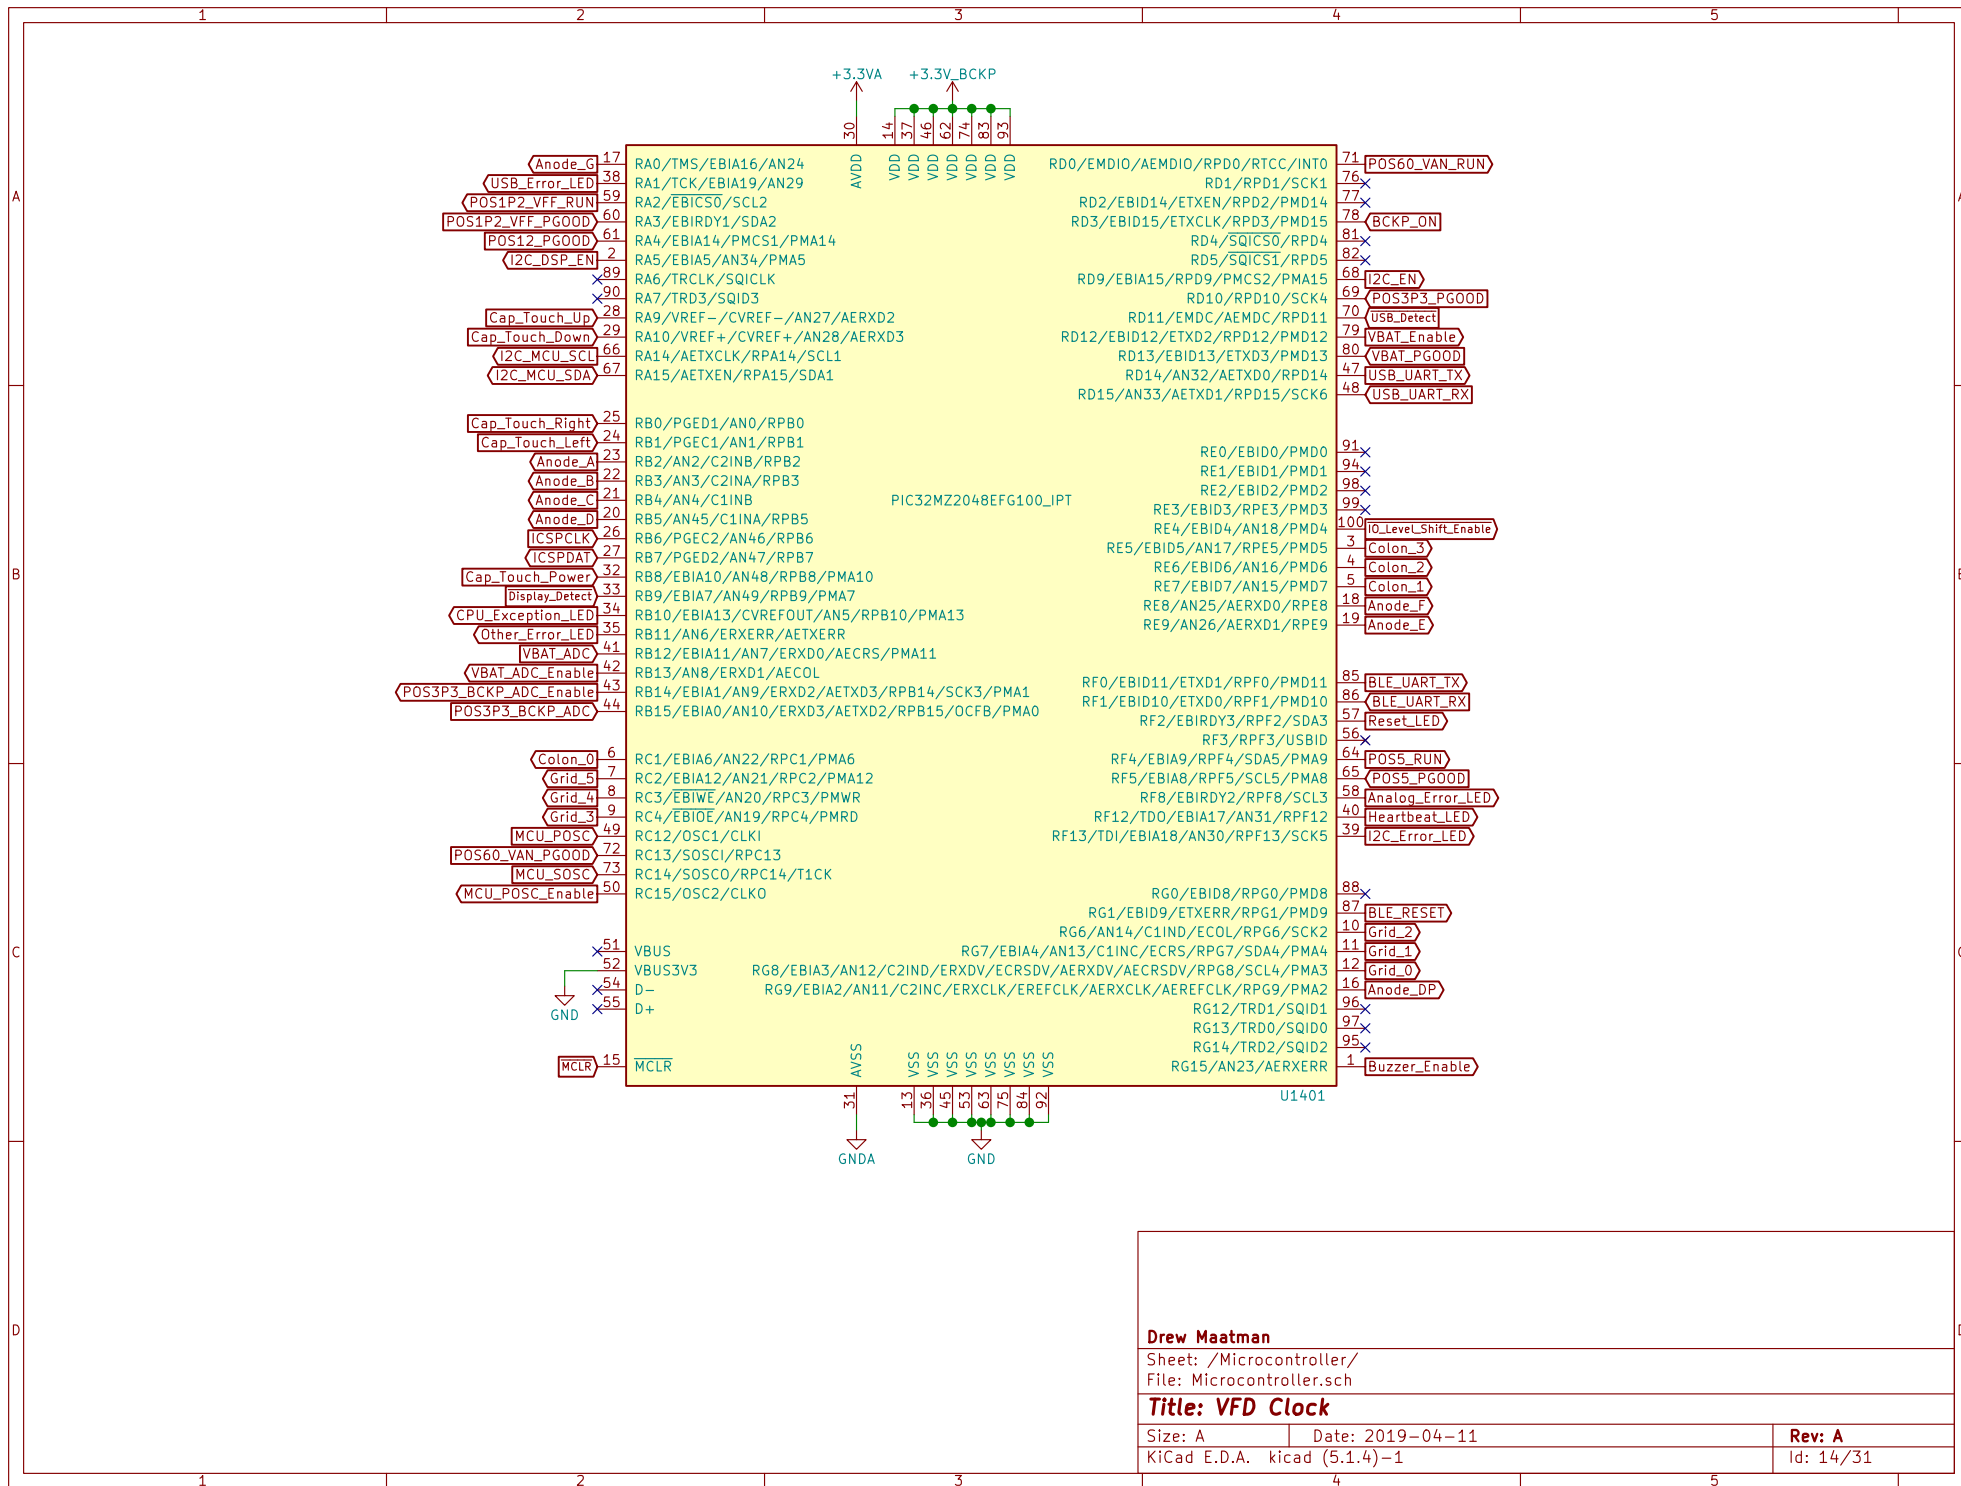 1 2 3 4 5
+3.3VA +3.3V_BCKP
30 14 37 46 62 74 83 93
AVDD VDD VDD VDD VDD VDD VDD VDD
Anode_G 17 RA0/TMS/EBIA16/AN24 RD0/EMDIO/AEMDIO/RPD0/RTCC/INT0 71 POS60_VAN_RUN
USB_Error_LED 38 RA1/TCK/EBIA19/AN29 RD1/RPD1/SCK1 76
A
POS1P2_VFF_RUN 59 RA2/EBICS0/SCL2 RD2/EBID14/ETXEN/RPD2/PMD14 77
POS1P2_VFF_PGOOD 60 RA3/EBIRDY1/SDA2 RD3/EBID15/ETXCLK/RPD3/PMD15 78 BCKP_ON
POS12_PGOOD 61 RA4/EBIA14/PMCS1/PMA14 RD4/SQICS0/RPD4 81
I2C_DSP_EN 2 RA5/EBIA5/AN34/PMA5 RD5/SQICS1/RPD5 82
89 RA6/TRCLK/SQICLK RD9/EBIA15/RPD9/PMCS2/PMA15 68 I2C_EN
90 RA7/TRD3/SQID3 RD10/RPD10/SCK4 69 POS3P3_PGOOD
Cap_Touch_Up 28 RA9/VREF-/CVREF-/AN27/AERXD2 RD11/EMDC/AEMDC/RPD11 70 USB_Detect
Cap_Touch_Down 29 RA10/VREF+/CVREF+/AN28/AERXD3 RD12/EBID12/ETXD2/RPD12/PMD12 79 VBAT_Enable
I2C_MCU_SCL 66 RA14/AETXCLK/RPA14/SCL1 RD13/EBID13/ETXD3/PMD13 80 VBAT_PGOOD
I2C_MCU_SDA 67 RA15/AETXEN/RPA15/SDA1 RD14/AN32/AETXD0/RPD14 47 USB_UART_TX
RD15/AN33/AETXD1/RPD15/SCK6 48 USB_UART_RX
Cap_Touch_Right 25 RB0/PGED1/AN0/RPB0
Cap_Touch_Left 24 RB1/PGEC1/AN1/RPB1 RE0/EBID0/PMD0 91
Anode_A 23 RB2/AN2/C2INB/RPB2 RE1/EBID1/PMD1 94
Anode_B 22 RB3/AN3/C2INA/RPB3 RE2/EBID2/PMD2 98
Anode_C 21 RB4/AN4/C1INB PIC32MZ2048EFG100_IPT RE3/EBID3/RPE3/PMD3 99
Anode_D 20 RB5/AN45/C1INA/RPB5 RE4/EBID4/AN18/PMD4 100 IO_Level_Shift_Enable
ICSPCLK 26 RB6/PGEC2/AN46/RPB6 RE5/EBID5/AN17/RPE5/PMD5 3 Colon_3
ICSPDAT 27 RB7/PGED2/AN47/RPB7 RE6/EBID6/AN16/PMD6 4 Colon_2
B
Cap_Touch_Power 32 RB8/EBIA10/AN48/RPB8/PMA10 RE7/EBID7/AN15/PMD7 5 Colon_1
Display_Detect 33 RB9/EBIA7/AN49/RPB9/PMA7 RE8/AN25/AERXD0/RPE8 18 Anode_F
CPU_Exception_LED 34 RB10/EBIA13/CVREFOUT/AN5/RPB10/PMA13 RE9/AN26/AERXD1/RPE9 19 Anode_E
Other_Error_LED 35 RB11/AN6/ERXERR/AETXERR
VBAT_ADC 41 RB12/EBIA11/AN7/ERXD0/AECRS/PMA11
VBAT_ADC_Enable 42 RB13/AN8/ERXD1/AECOL RF0/EBID11/ETXD1/RPF0/PMD11 85 BLE_UART_TX
POS3P3_BCKP_ADC_Enable 43 RB14/EBIA1/AN9/ERXD2/AETXD3/RPB14/SCK3/PMA1 RF1/EBID10/ETXD0/RPF1/PMD10 86 BLE_UART_RX
POS3P3_BCKP_ADC 44 RB15/EBIA0/AN10/ERXD3/AETXD2/RPB15/OCFB/PMA0 RF2/EBIRDY3/RPF2/SDA3 57 Reset_LED
RF3/RPF3/USBID 56
Colon_0 6 RC1/EBIA6/AN22/RPC1/PMA6 RF4/EBIA9/RPF4/SDA5/PMA9 64 POS5_RUN
Grid_5 7 RC2/EBIA12/AN21/RPC2/PMA12 RF5/EBIA8/RPF5/SCL5/PMA8 65 POS5_PGOOD
Grid_4 8 RC3/EBIWE/AN20/RPC3/PMWR RF8/EBIRDY2/RPF8/SCL3 58 Analog_Error_LED
Grid_3 9 RC4/EBIOE/AN19/RPC4/PMRD RF12/TDO/EBIA17/AN31/RPF12 40 Heartbeat_LED
MCU_POSC 49 RC12/OSC1/CLKI RF13/TDI/EBIA18/AN30/RPF13/SCK5 39 I2C_Error_LED
POS60_VAN_PGOOD 72 RC13/SOSCI/RPC13
MCU_SOSC 73 RC14/SOSCO/RPC14/T1CK
MCU_POSC_Enable 50 RC15/OSC2/CLKO RG0/EBID8/RPG0/PMD8 88
RG1/EBID9/ETXERR/RPG1/PMD9 87 BLE_RESET
RG6/AN14/C1IND/ECOL/RPG6/SCK2 10 Grid_2
C 51 VBUS RG7/EBIA4/AN13/C1INC/ECRS/RPG7/SDA4/PMA4 11 Grid_1 C
52 VBUS3V3 RG8/EBIA3/AN12/C2IND/ERXDV/ECRSDV/AERXDV/AECRSDV/RPG8/SCL4/PMA3 12 Grid_0
54 D- RG9/EBIA2/AN11/C2INC/ERXCLK/EREFCLK/AERXCLK/AEREFCLK/RPG9/PMA2 16 Anode_DP
GND 55 D+ RG12/TRD1/SQID1 96
RG13/TRD0/SQID0 97
RG14/TRD2/SQID2 95
MCLR 15 MCLR RG15/AN23/AERXERR 1 Buzzer_Enable
AVSS VSS VSS VSS VSS VSS VSS VSS VSS
U1401
31 13 36 45 53 63 75 84 92
GNDA GND
D
Drew Maatman
Sheet: /Microcontroller/
File: Microcontroller.sch
Title: VFD Clock
Size: A Date: 2019-04-11 Rev: A
KiCad E.D.A. kicad (5.1.4)-1 Id: 14/31
1 2 3 4 5